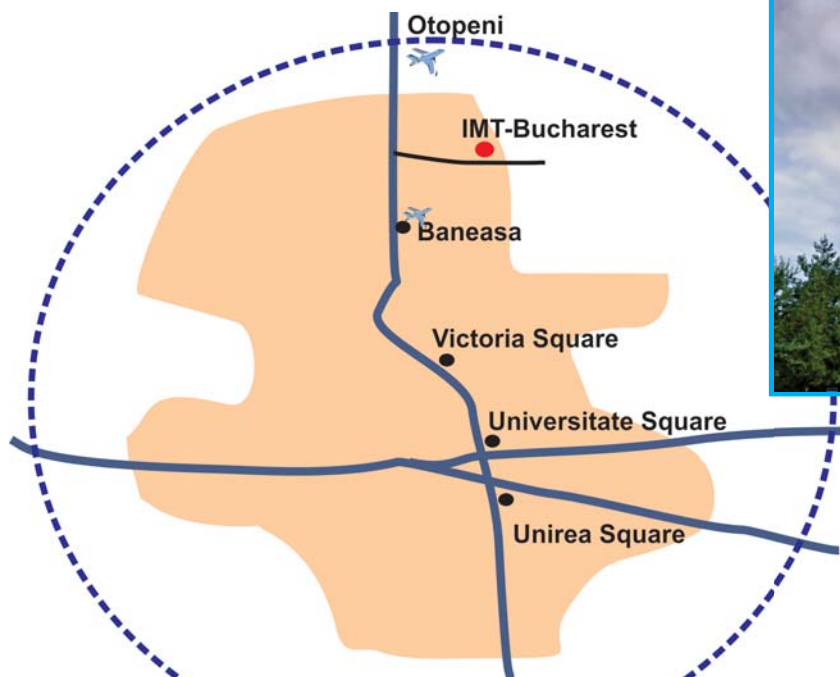 Otopeni
IMT-Bucharest
Baneasa
Victoria Square
Universitate Square
Unirea Square